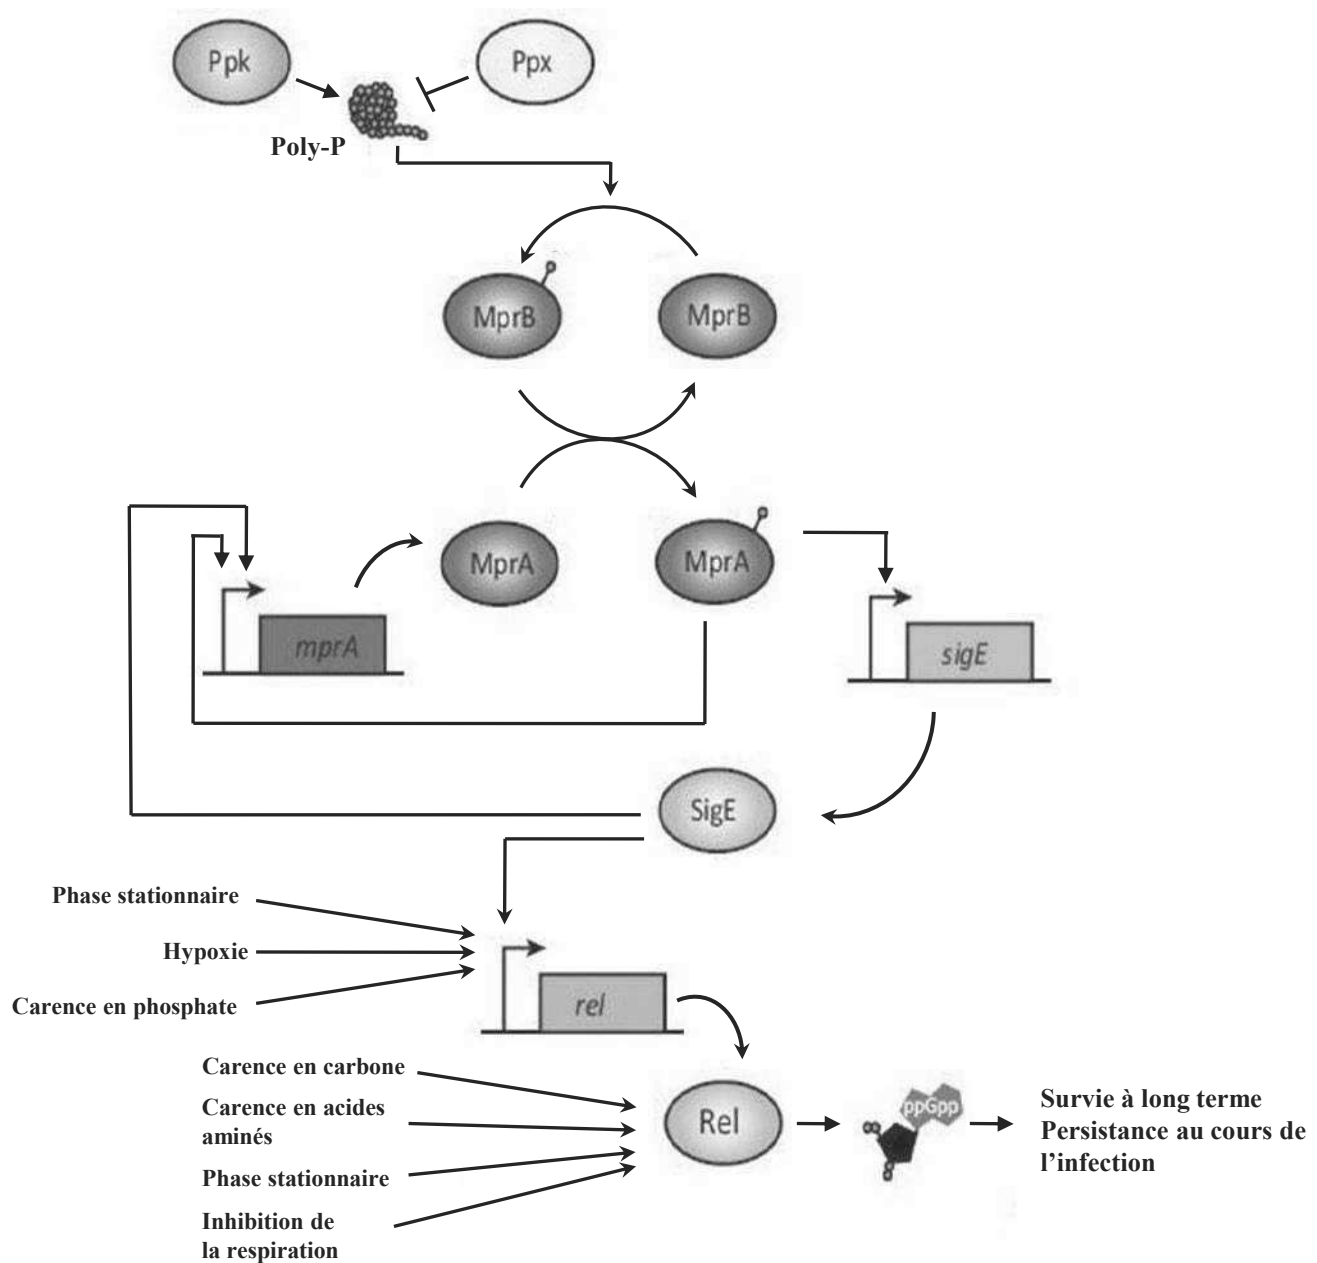 Ppk
Ppx
Poly-P
MprB
MprB
MprA
MprA
mprA
sigE
SigE
Phase stationnaire
Hypoxie
Carence en phosphate
rel
Carence en carbone
Carence en acides
aminés
Phase stationnaire
Inhibition de
la respiration
Rel
ppGpp
Survie à long terme
Persistance au cours de
l’infection